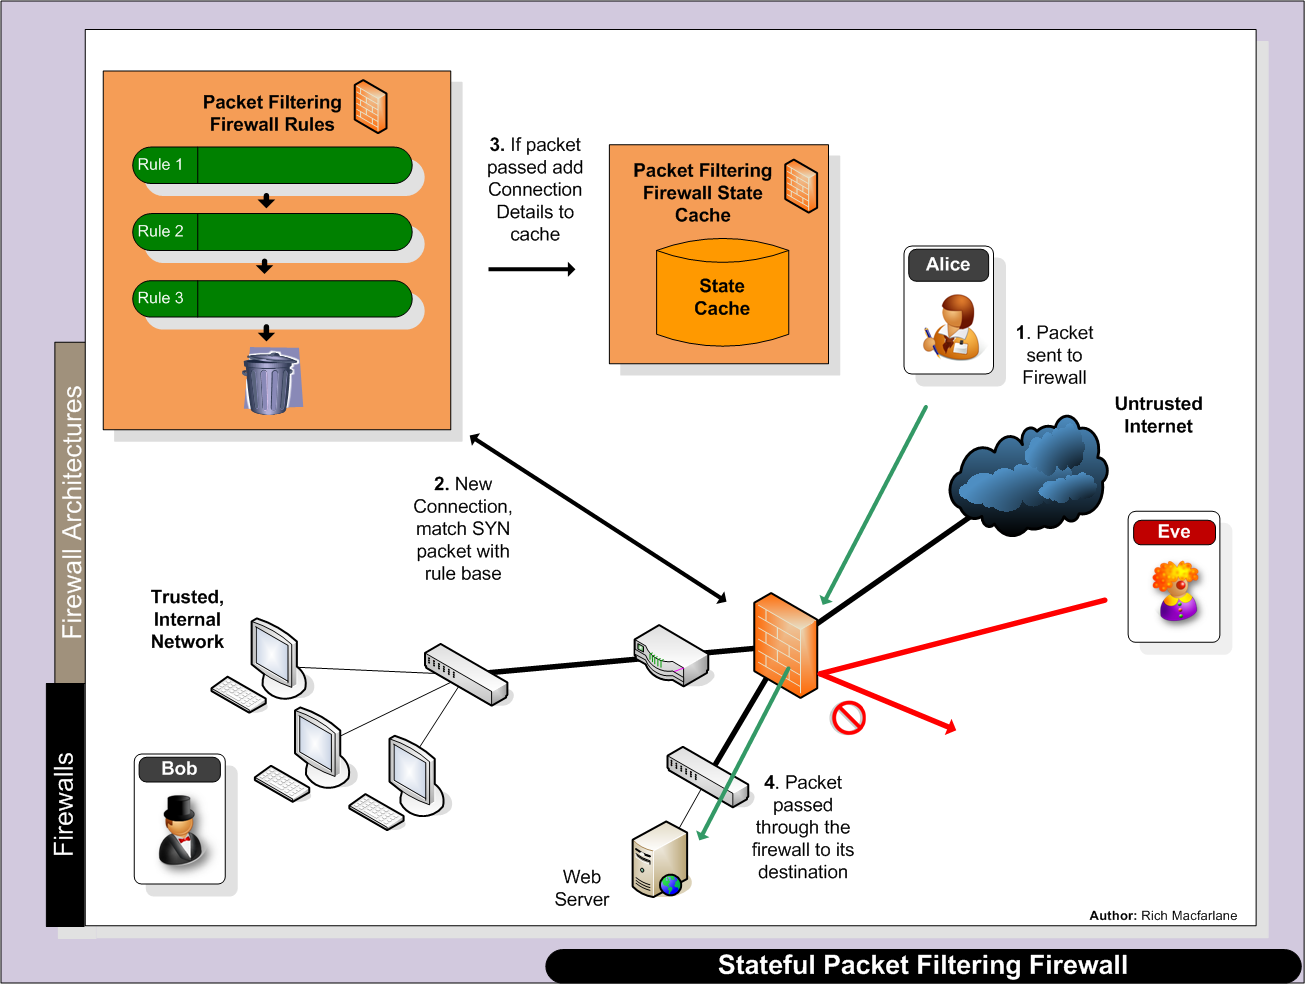 Packet Filtering
Firewall Rules
Rule 1
Rule 2
Rule 3
3. If packet
passed add
Connection
Details to
cache
Packet Filtering
Firewall State
Cache
State
Cache
Alice
1. Packet
sent to
Firewall
Untrusted
Internet
Eve
2. New
Connection,
match SYN
packet with
rule base
Trusted,
Internal
Network
Bob
4. Packet
passed
through the
firewall to its
destination
Web
Server
Firewall Architectures
Firewalls
Author: Rich Macfarlane
Stateful Packet Filtering Firewall